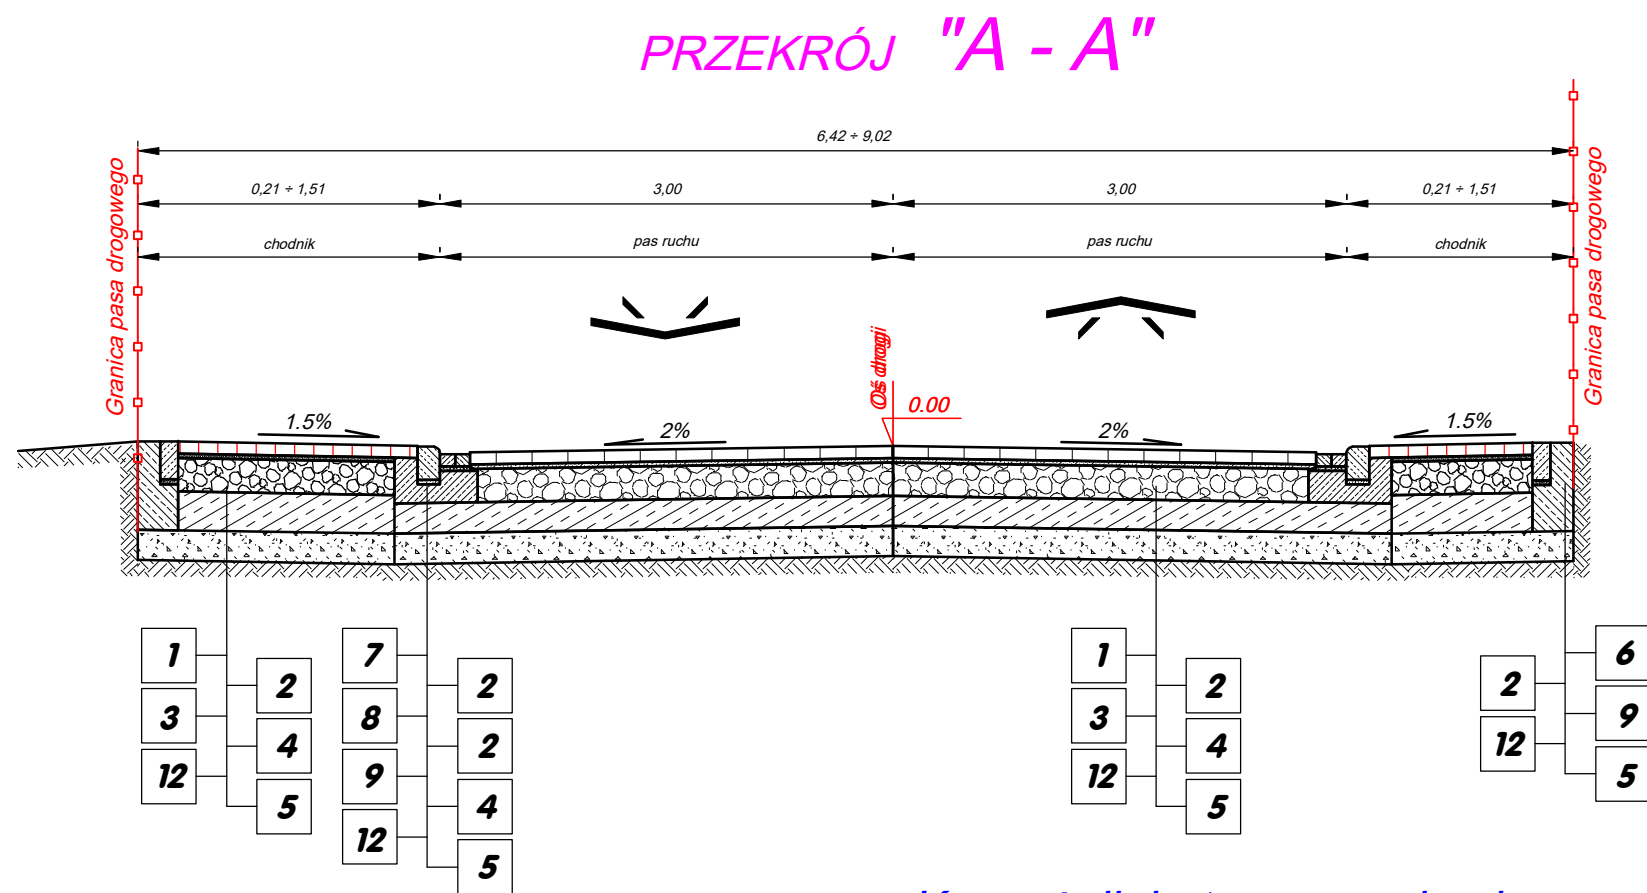 PRZEKRÓJ "A - A"
6,42 ÷ 9,02
0,21 ÷ 1,51
3,00
3,00
0,21 ÷ 1,51
chodnik
pas ruchu
pas ruchu
chodnik
Granica pasa drogowego
Granica pasa drogowego
Oś drogi
0.00
1.5%
2%
2%
1.5%
1
2
3
4
12
5
7
2
8
2
9
4
12
5
1
2
3
4
12
5
6
2
9
12
5